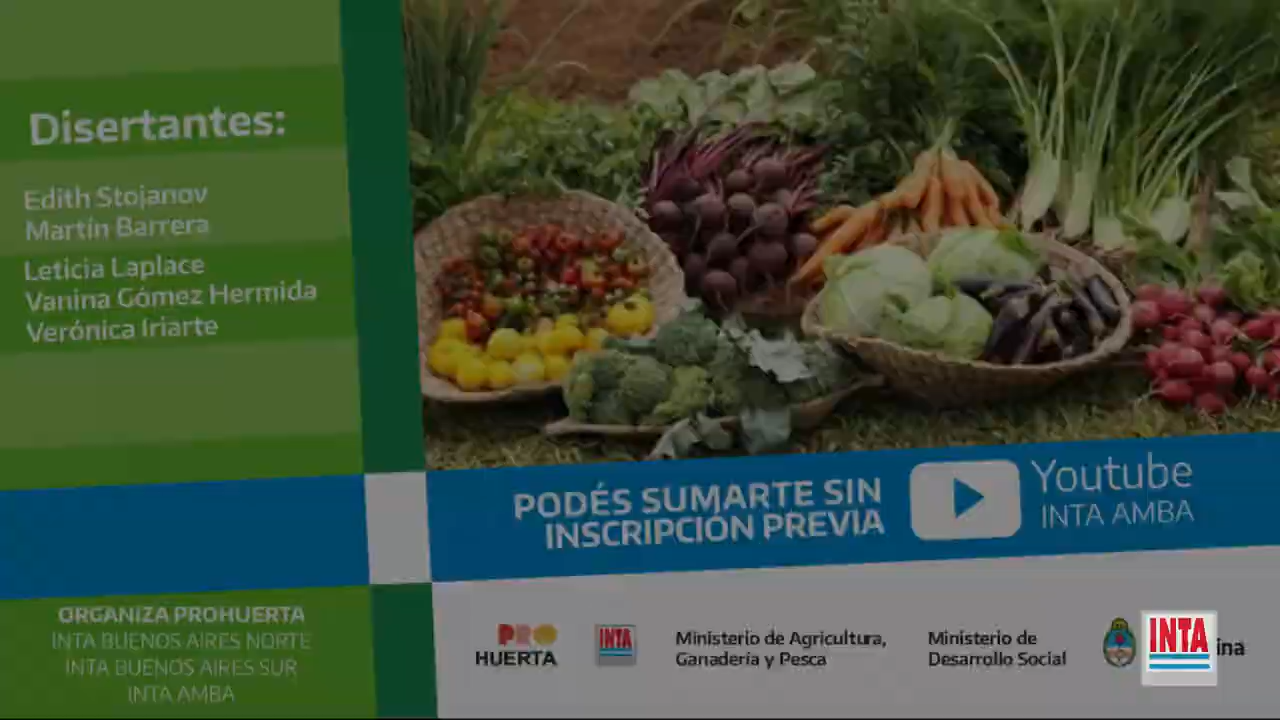 Disertantes:
Edith Stojanov
Martín Barrera
Leticia Laplace
Vanina Gómez Hermida
Verónica Iriarte
PODÉS SUMARTE SIN
INSCRIPCIÓN PREVIA
Youtube
INTA AMBA
ORGANIZA PROHUERTA
INTA BUENOS AIRES NORTE
INTA BUENOS AIRES SUR
INTA AMBA
PRO
HUERTA
INTA
Ministerio de Agricultura,
Ganadería y Pesca
Ministerio de
Desarrollo Social
INTA